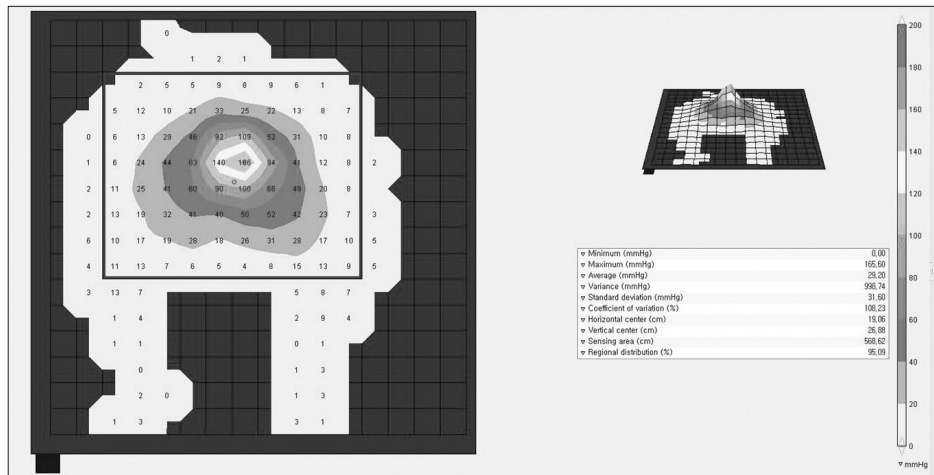 0
1 2 1
2 5 5 9 8 9 6 1
5 12 10 21 33 25 22 13 8 7
0 6 13 29 46 92 109 52 31 10 8
1 6 24 44 63 140 166 94 41 12 8 2
2 11 25 41 60 90 100 66 49 20 8
2 13 19 32 41 40 50 52 42 23 7 3
6 10 17 19 28 18 26 31 28 17 10 5
4 11 13 7 6 5 4 8 15 13 9 5
3 13 7 5 8 7
1 4 2 9 4
1 1 0 1
0 1 3
2 0 1 3
1 3 3 1
200
180
160
140
120
100
80
60
40
20
0
mmHg
Minimum (mmHg) 0,00
Maximum (mmHg) 165,60
Average (mmHg) 29,20
Variance (mmHg) 998,74
Standard deviation (mmHg) 31,60
Coefficient of variation (%) 108,23
Horizontal center (cm) 19,06
Vertical center (cm) 26,88
Sensing area (cm) 568,62
Regional distribution (%) 95,09